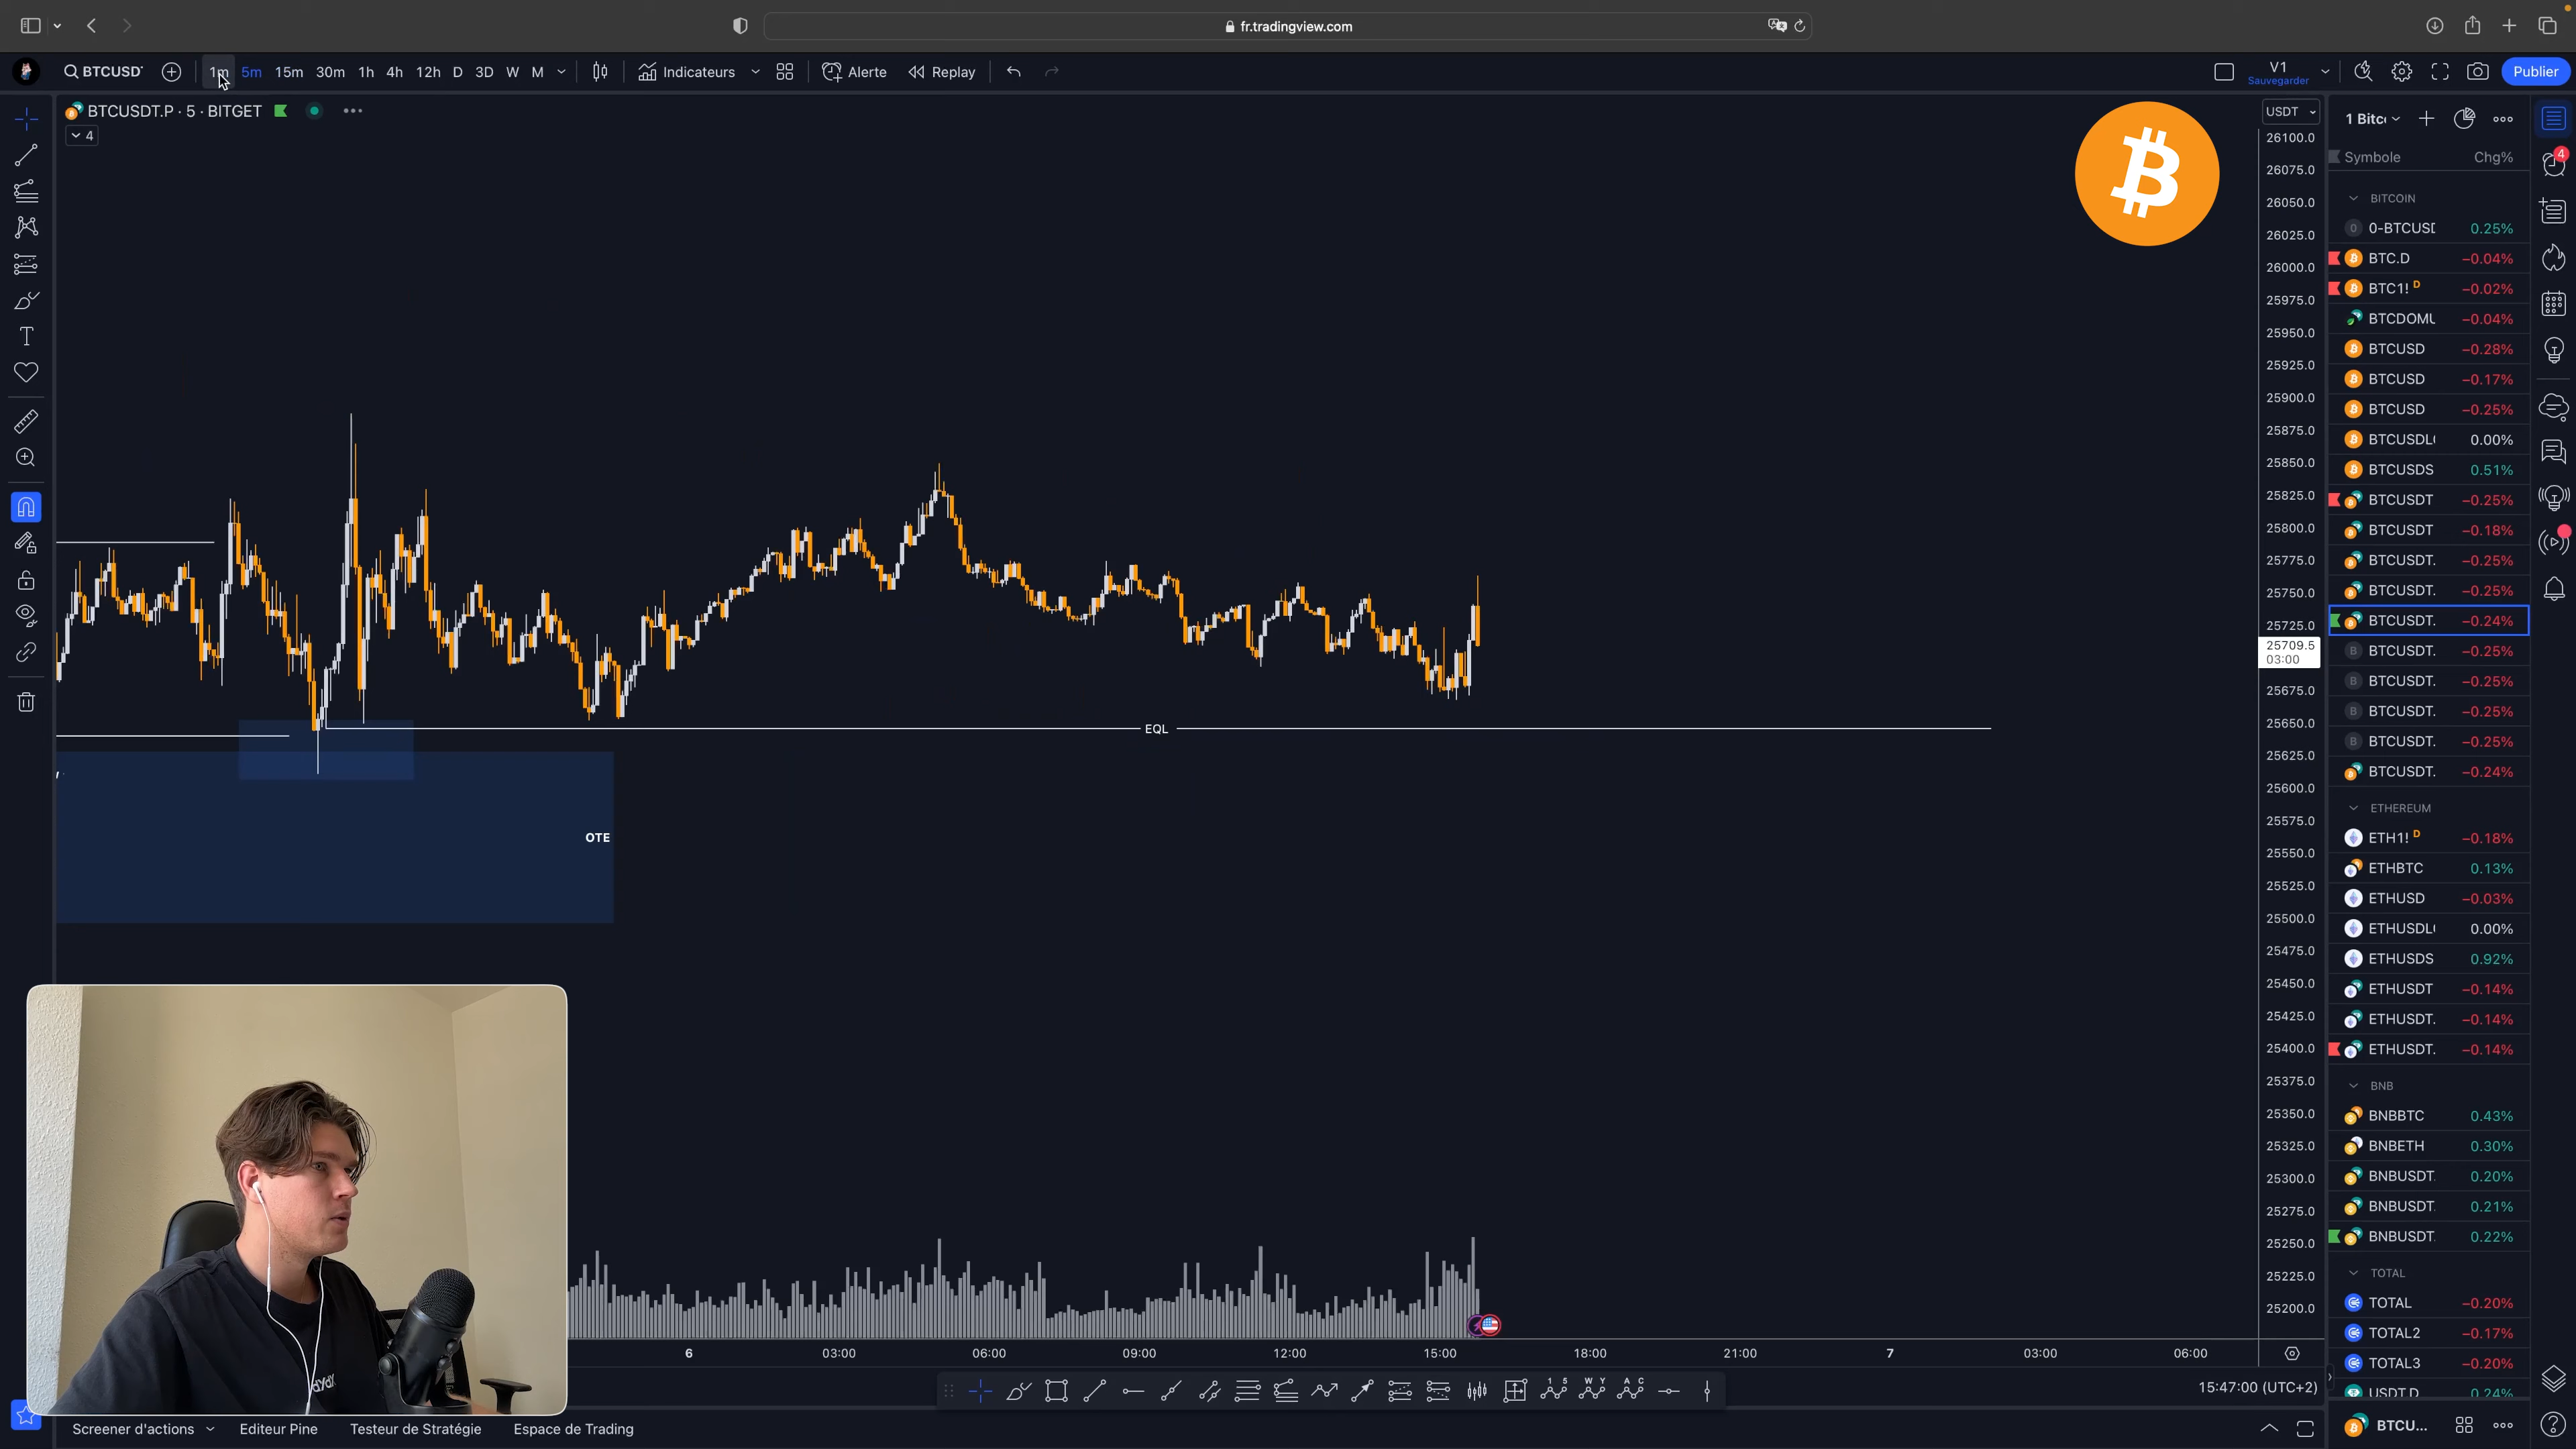 fr.tradingview.com
BTCUSDT 1m 5m 15m 30m 1h 4h 12h D 3D W M Indicateurs Alerte Replay V1 Sauvegarder Publier
BTCUSDT.P · 5 · BITGET
4
USDT
26100.0
26075.0
26050.0
26025.0
26000.0
25975.0
25950.0
25925.0
25900.0
25875.0
25850.0
25825.0
25800.0
25775.0
25750.0
25725.0
25709.5
03:00
25675.0
25650.0
25625.0
25600.0
25575.0
25550.0
25525.0
25500.0
25475.0
25450.0
25425.0
25400.0
25375.0
25350.0
25325.0
25300.0
25275.0
25250.0
25225.0
25200.0
EQL
OTE
6 03:00 06:00 09:00 12:00 15:00 18:00 21:00 7 03:00 06:00
15:47:00 (UTC+2)
Screener d'actions Editeur Pine Testeur de Stratégie Espace de Trading
1 Bitc
4
Symbole Chg%
BITCOIN
0-BTCUSD 0.25%
BTC.D −0.04%
BTC1! D −0.02%
BTCDOMU −0.04%
BTCUSD −0.28%
BTCUSD −0.17%
BTCUSD −0.25%
BTCUSDL 0.00%
BTCUSDS 0.51%
BTCUSDT −0.25%
BTCUSDT −0.18%
BTCUSDT. −0.25%
BTCUSDT. −0.25%
BTCUSDT. −0.24%
BTCUSDT. −0.25%
BTCUSDT. −0.25%
BTCUSDT. −0.25%
BTCUSDT. −0.25%
BTCUSDT. −0.24%
ETHEREUM
ETH1! D −0.18%
ETHBTC 0.13%
ETHUSD −0.03%
ETHUSDL 0.00%
ETHUSDS 0.92%
ETHUSDT −0.14%
ETHUSDT. −0.14%
ETHUSDT. −0.14%
BNB
BNBBTC 0.43%
BNBETH 0.30%
BNBUSDT 0.20%
BNBUSDT 0.21%
BNBUSDT 0.22%
TOTAL
TOTAL −0.20%
TOTAL2 −0.17%
TOTAL3 −0.20%
USDT.D 0.24%
BTCU...